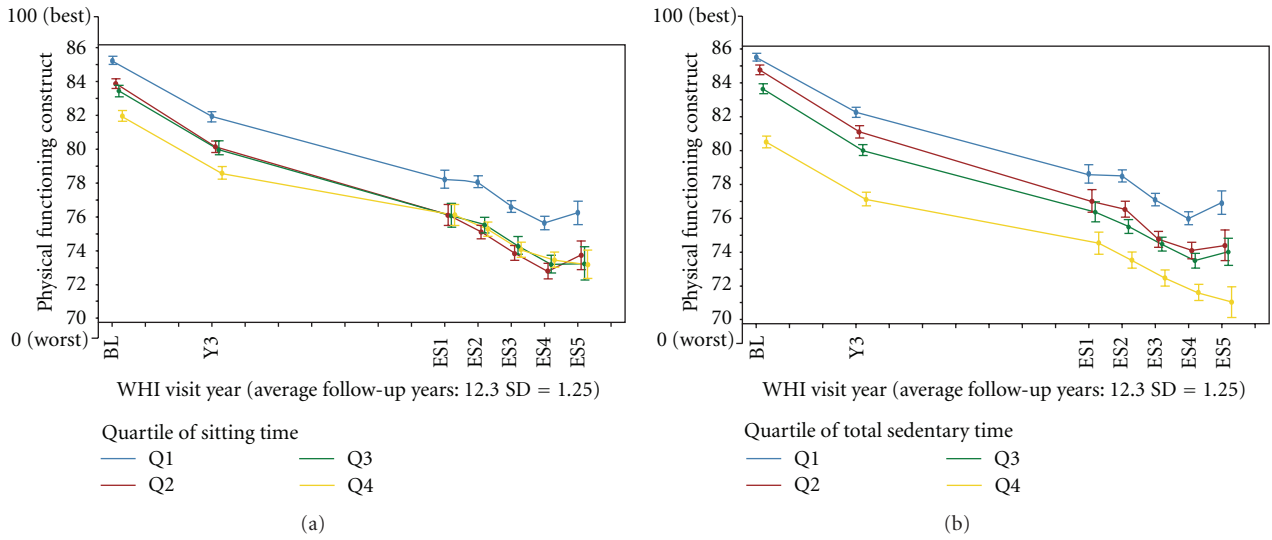 100 (best)
86
84
82
80
78
76
74
72
70
0 (worst)
Physical functioning construct
BL
Y3
ES1
ES2
ES3
ES4
ES5
WHI visit year (average follow-up years: 12.3 SD = 1.25)
Quartile of sitting time
Q1
Q2
Q3
Q4
(a)
100 (best)
86
84
82
80
78
76
74
72
70
0 (worst)
Physical functioning construct
BL
Y3
ES1
ES2
ES3
ES4
ES5
WHI visit year (average follow-up years: 12.3 SD = 1.25)
Quartile of total sedentary time
Q1
Q2
Q3
Q4
(b)